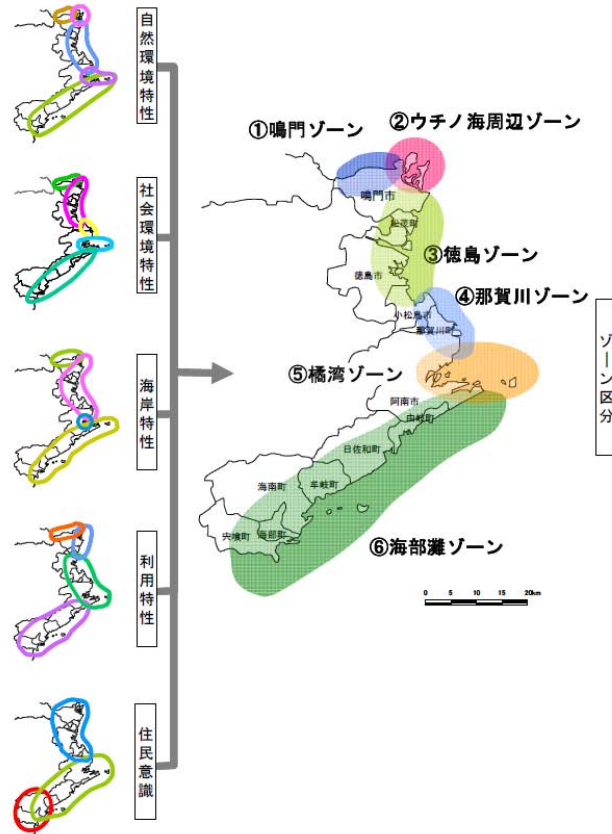 自然環境特性
社会環境特性
海岸特性
利用特性
住民意識
①鳴門ゾーン
②ウチノ海周辺ゾーン
鳴門市
松茂町
③徳島ゾーン
徳島市
④那賀川ゾーン
小松島市
那賀川町
⑤橘湾ゾーン
阿南市
由岐町
日佐和町
海南町
牟岐町
宍喰町
海部町
⑥海部灘ゾーン
0 5 10 15 20km
ゾーン区分